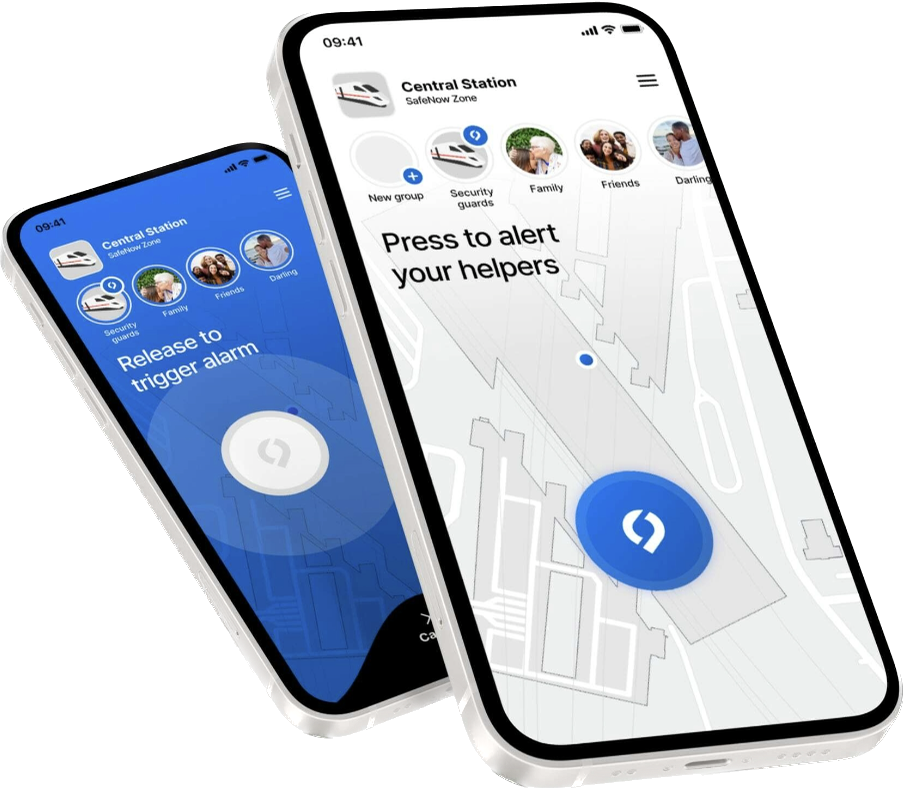 09:41
Central Station
SafeNow Zone
New group
Security
guards
Family
Friends
Darling
Press to alert
your helpers
09:41
Central Station
SafeNow Zone
Security
guards
Family
Friends
Darling
Release to
trigger alarm
Ca